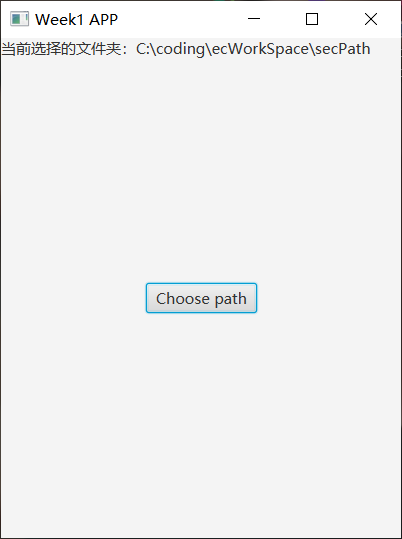 Week1 APP
当前选择的文件夹：C:\coding\ecWorkSpace\secPath
Choose path